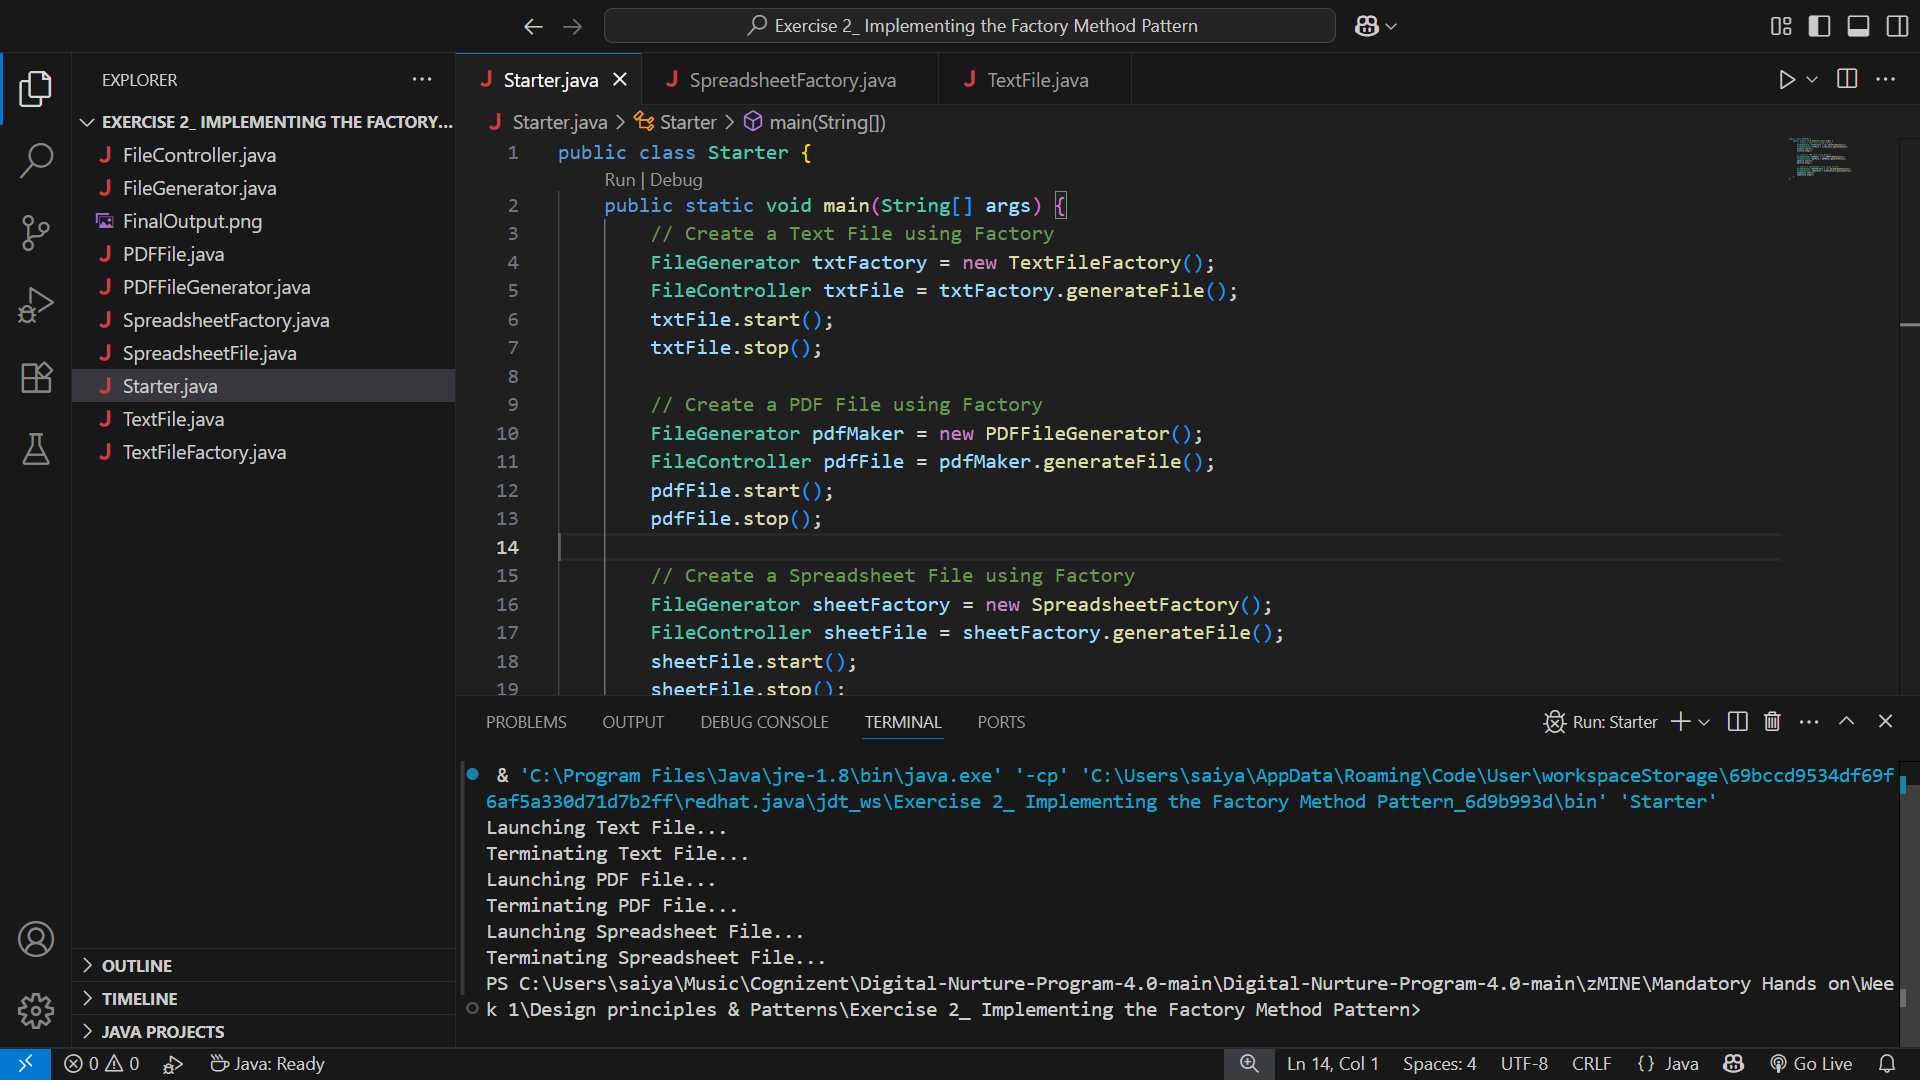 Exercise 2_ Implementing the Factory Method Pattern
EXPLORER
EXERCISE 2_ IMPLEMENTING THE FACTORY...
FileController.java
FileGenerator.java
FinalOutput.png
PDFFile.java
PDFFileGenerator.java
SpreadsheetFactory.java
SpreadsheetFile.java
Starter.java
TextFile.java
TextFileFactory.java
OUTLINE
TIMELINE
JAVA PROJECTS
Starter.java
SpreadsheetFactory.java
TextFile.java
Starter.java > Starter > main(String[])
1 public class Starter {
Run | Debug
2 public static void main(String[] args) {
3 // Create a Text File using Factory
4 FileGenerator txtFactory = new TextFileFactory();
5 FileController txtFile = txtFactory.generateFile();
6 txtFile.start();
7 txtFile.stop();
8
9 // Create a PDF File using Factory
10 FileGenerator pdfMaker = new PDFFileGenerator();
11 FileController pdfFile = pdfMaker.generateFile();
12 pdfFile.start();
13 pdfFile.stop();
14
15 // Create a Spreadsheet File using Factory
16 FileGenerator sheetFactory = new SpreadsheetFactory();
17 FileController sheetFile = sheetFactory.generateFile();
18 sheetFile.start();
19 sheetFile.stop();
PROBLEMS OUTPUT DEBUG CONSOLE TERMINAL PORTS
Run: Starter
& 'C:\Program Files\Java\jre-1.8\bin\java.exe' '-cp' 'C:\Users\saiya\AppData\Roaming\Code\User\workspaceStorage\69bccd9534df69f
6af5a330d71d7b2ff\redhat.java\jdt_ws\Exercise 2_ Implementing the Factory Method Pattern_6d9b993d\bin' 'Starter'
Launching Text File...
Terminating Text File...
Launching PDF File...
Terminating PDF File...
Launching Spreadsheet File...
Terminating Spreadsheet File...
PS C:\Users\saiya\Music\Cognizent\Digital-Nurture-Program-4.0-main\Digital-Nurture-Program-4.0-main\zMINE\Mandatory Hands on\Wee
k 1\Design principles & Patterns\Exercise 2_ Implementing the Factory Method Pattern>
0 0 Java: Ready
Ln 14, Col 1 Spaces: 4 UTF-8 CRLF {} Java Go Live